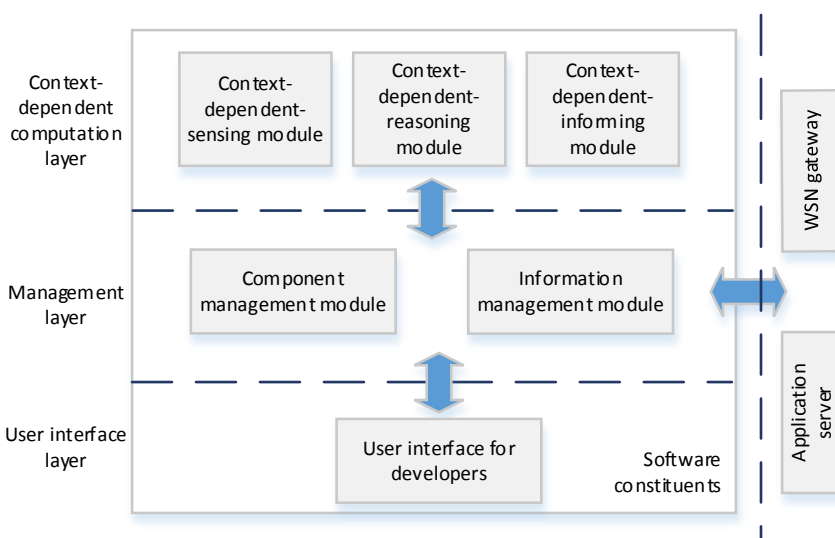 Context-
dependent
computation
layer
Context-
dependent-
sensing module
Context-
dependent-
reasoning
module
Context-
dependent-
informing
module
WSN gateway
Management
layer
Component
management module
Information
management module
Application
server
User interface
layer
User interface for
developers
Software
constituents